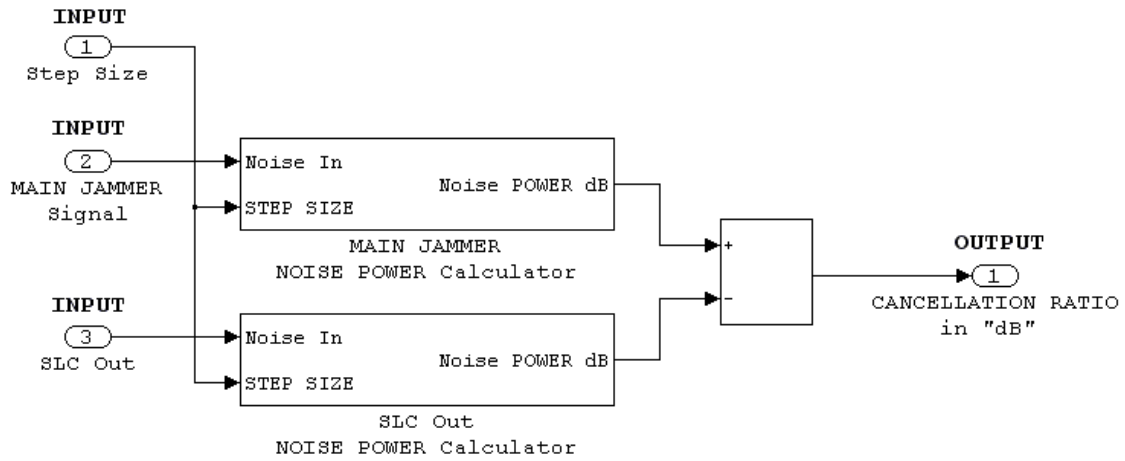 INPUT
1
Step Size
INPUT
2
MAIN JAMMER
Signal
Noise In
Noise POWER dB
STEP SIZE
MAIN JAMMER
NOISE POWER Calculator
INPUT
3
SLC Out
Noise In
Noise POWER dB
STEP SIZE
SLC Out
NOISE POWER Calculator
+
-
OUTPUT
1
CANCELLATION RATIO
in "dB"